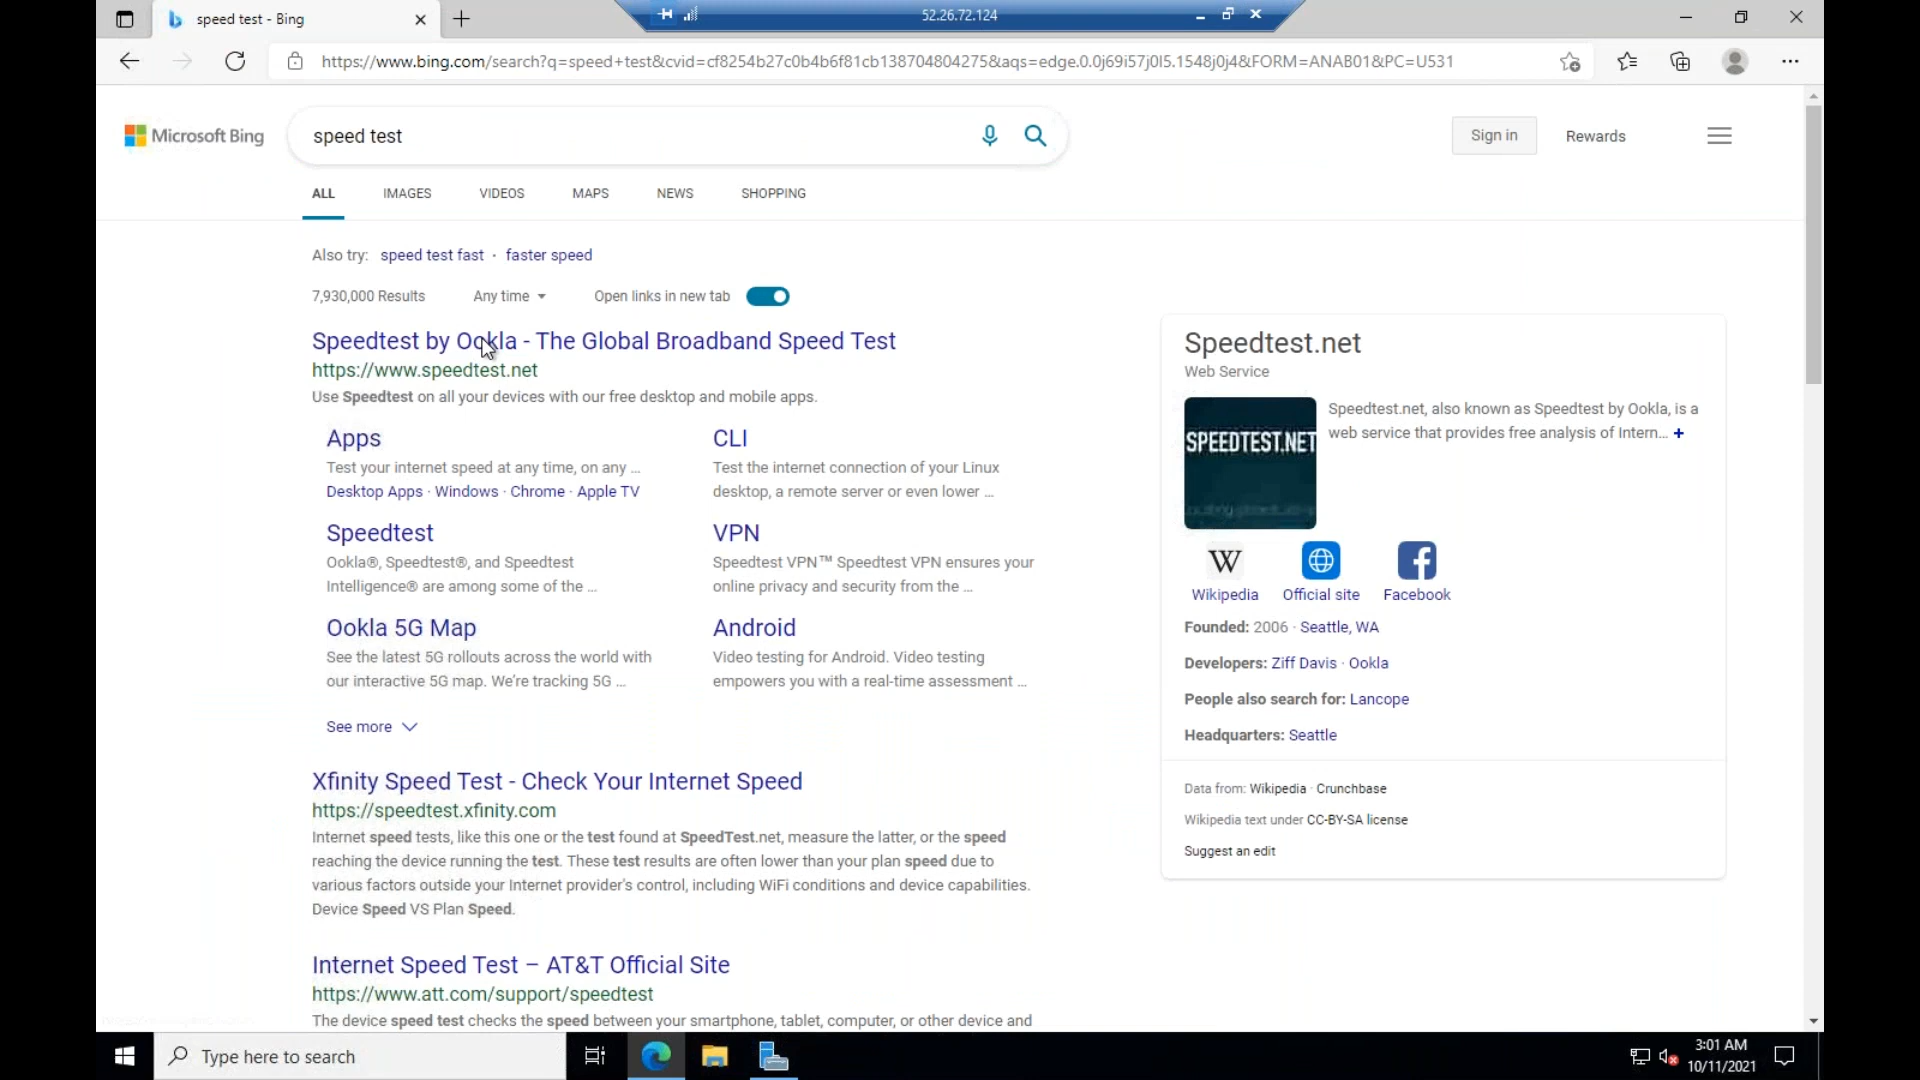 speed test - Bing
52.26.72.124
https://www.bing.com/search?q=speed+test&cvid=cf8254b27c0b4b6f81cb138704804275&aqs=edge.0.0j69i57j0l5.1548j0j4&FORM=ANAB01&PC=U531
Microsoft Bing
speed test
Sign in
Rewards
ALL IMAGES VIDEOS MAPS NEWS SHOPPING
Also try: speed test fast · faster speed
7,930,000 Results Any time Open links in new tab
Speedtest by Ookla - The Global Broadband Speed Test
https://www.speedtest.net
Use Speedtest on all your devices with our free desktop and mobile apps.
Apps
Test your internet speed at any time, on any ...
Desktop Apps · Windows · Chrome · Apple TV
CLI
Test the internet connection of your Linux
desktop, a remote server or even lower ...
Speedtest
Ookla®, Speedtest®, and Speedtest
Intelligence® are among some of the ...
VPN
Speedtest VPN™ Speedtest VPN ensures your
online privacy and security from the ...
Ookla 5G Map
See the latest 5G rollouts across the world with
our interactive 5G map. We're tracking 5G ...
Android
Video testing for Android. Video testing
empowers you with a real-time assessment ...
See more
Xfinity Speed Test - Check Your Internet Speed
https://speedtest.xfinity.com
Internet speed tests, like this one or the test found at SpeedTest.net, measure the latter, or the speed
reaching the device running the test. These test results are often lower than your plan speed due to
various factors outside your Internet provider's control, including WiFi conditions and device capabilities.
Device Speed VS Plan Speed.
Internet Speed Test – AT&T Official Site
https://www.att.com/support/speedtest
The device speed test checks the speed between your smartphone, tablet, computer, or other device and
Speedtest.net
Web Service
SPEEDTEST.NET
Speedtest.net, also known as Speedtest by Ookla, is a
web service that provides free analysis of Intern... +
W
f
Wikipedia Official site Facebook
Founded: 2006 · Seattle, WA
Developers: Ziff Davis · Ookla
People also search for: Lancope
Headquarters: Seattle
Data from: Wikipedia · Crunchbase
Wikipedia text under CC-BY-SA license
Suggest an edit
Type here to search
3:01 AM
10/11/2021